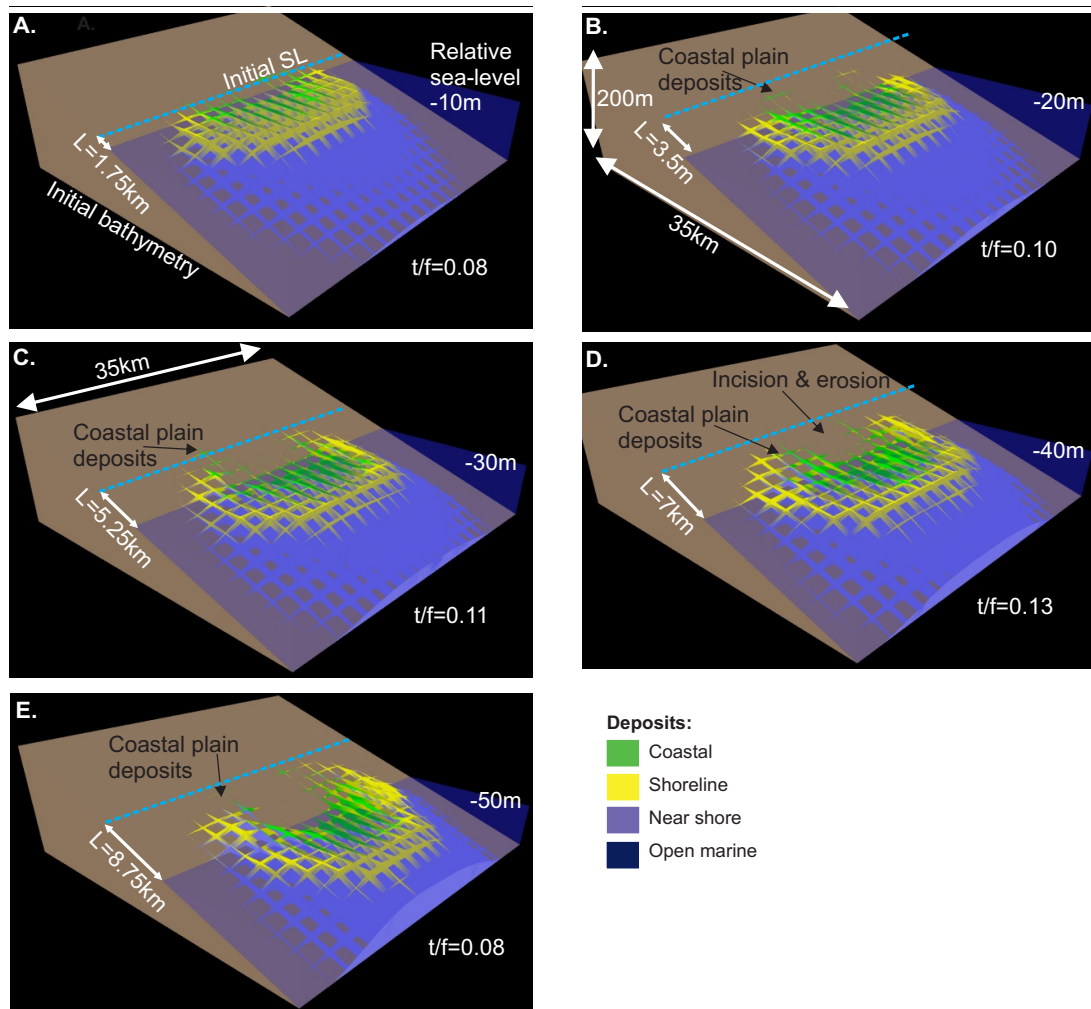 A.
A.
Initial SL
Relative
sea-level
-10m
L=1.75km
Initial bathymetry
t/f=0.08
B.
Coastal plain
deposits
200m
-20m
L=3.5m
35km
t/f=0.10
C.
35km
Coastal plain
deposits
-30m
L=5.25km
t/f=0.11
D.
Incision & erosion
Coastal plain
deposits
-40m
L=7km
t/f=0.13
E.
Coastal plain
deposits
-50m
L=8.75km
t/f=0.08
Deposits:
Coastal
Shoreline
Near shore
Open marine